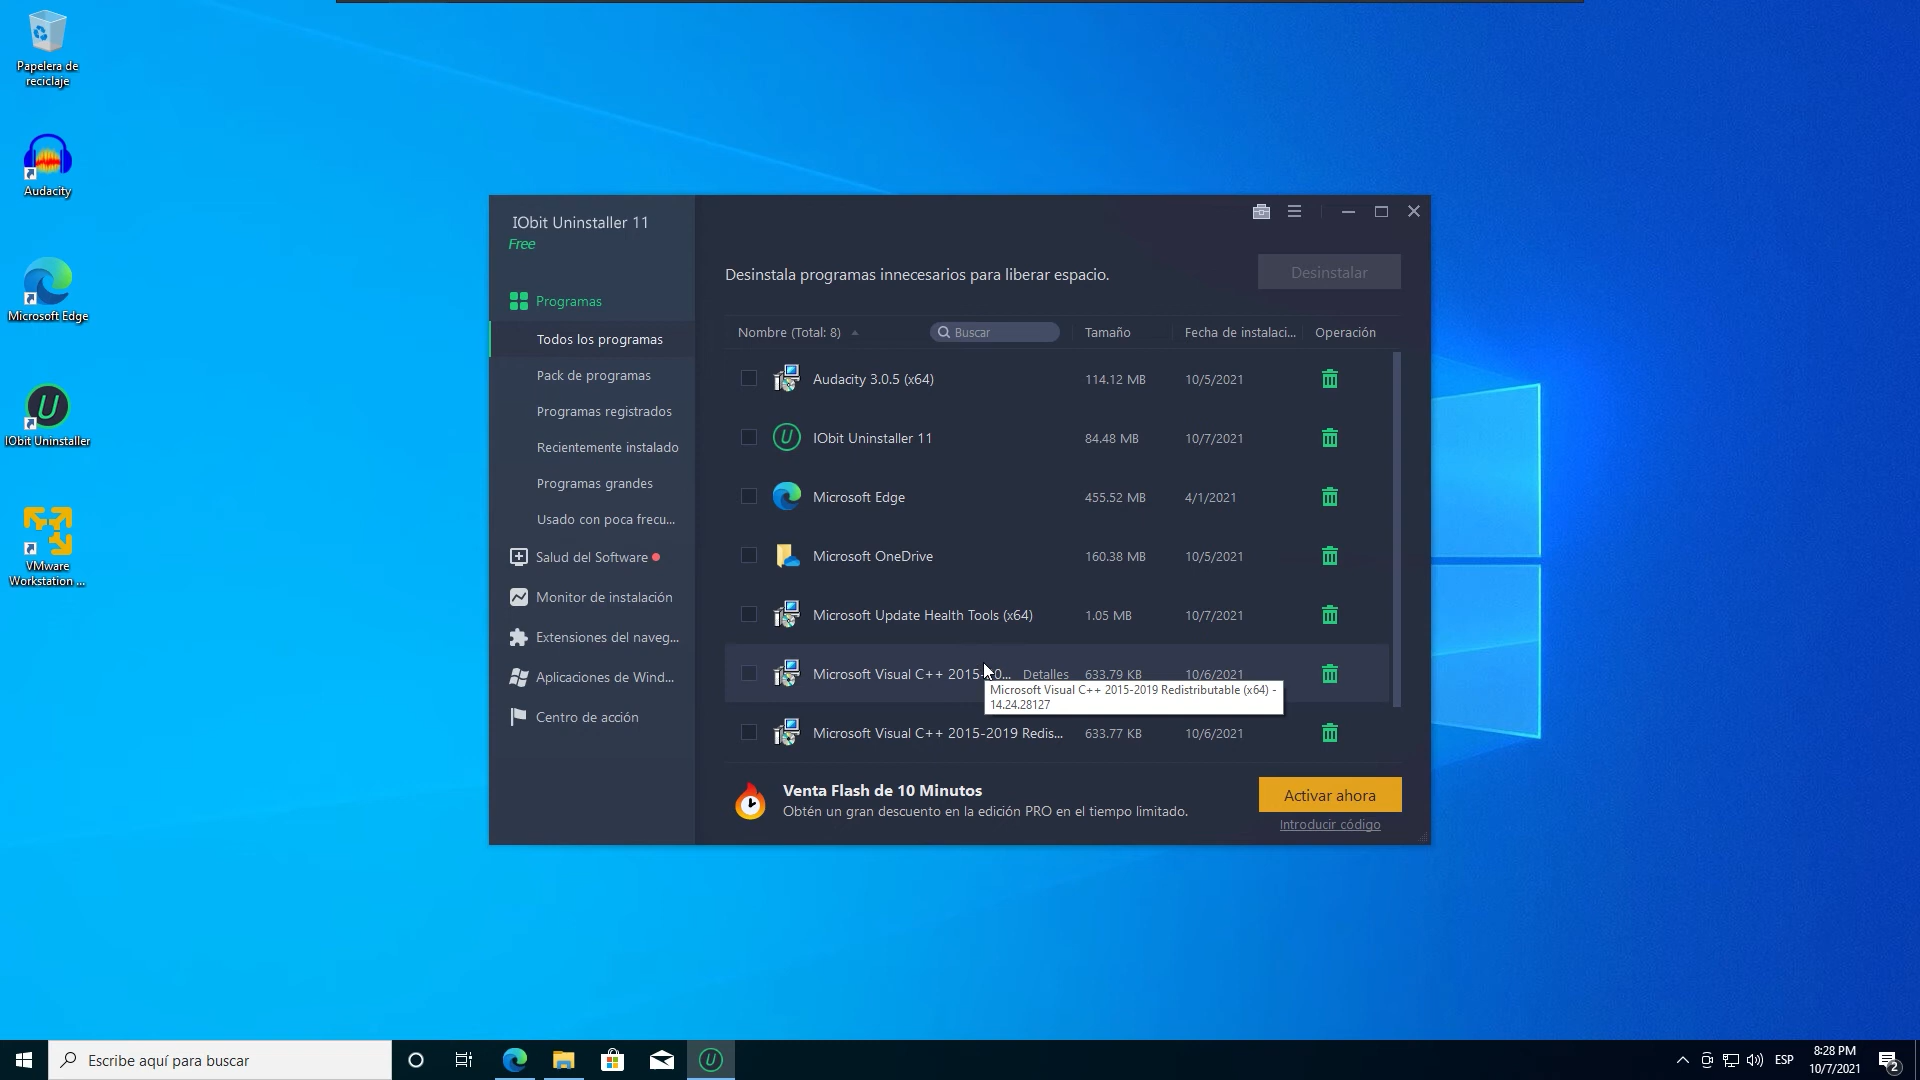 Papelera de
reciclaje
Audacity
Microsoft Edge
IObit Uninstaller
VMware
Workstation ...
IObit Uninstaller 11
Free
Programas
Todos los programas
Pack de programas
Programas registrados
Recientemente instalado
Programas grandes
Usado con poca frecu...
Salud del Software
Monitor de instalación
Extensiones del naveg...
Aplicaciones de Wind...
Centro de acción
Desinstala programas innecesarios para liberar espacio.
Desinstalar
Nombre (Total: 8) Buscar Tamaño Fecha de instalaci... Operación
Audacity 3.0.5 (x64) 114.12 MB 10/5/2021
IObit Uninstaller 11 84.48 MB 10/7/2021
Microsoft Edge 455.52 MB 4/1/2021
Microsoft OneDrive 160.38 MB 10/5/2021
Microsoft Update Health Tools (x64) 1.05 MB 10/7/2021
Microsoft Visual C++ 2015-20... Detalles 633.79 KB 10/6/2021
Microsoft Visual C++ 2015-2019 Redistributable (x64) -
14.24.28127
Microsoft Visual C++ 2015-2019 Redis... 633.77 KB 10/6/2021
Venta Flash de 10 Minutos
Obtén un gran descuento en la edición PRO en el tiempo limitado.
Activar ahora
Introducir código
Escribe aquí para buscar
ESP
8:28 PM
10/7/2021
2